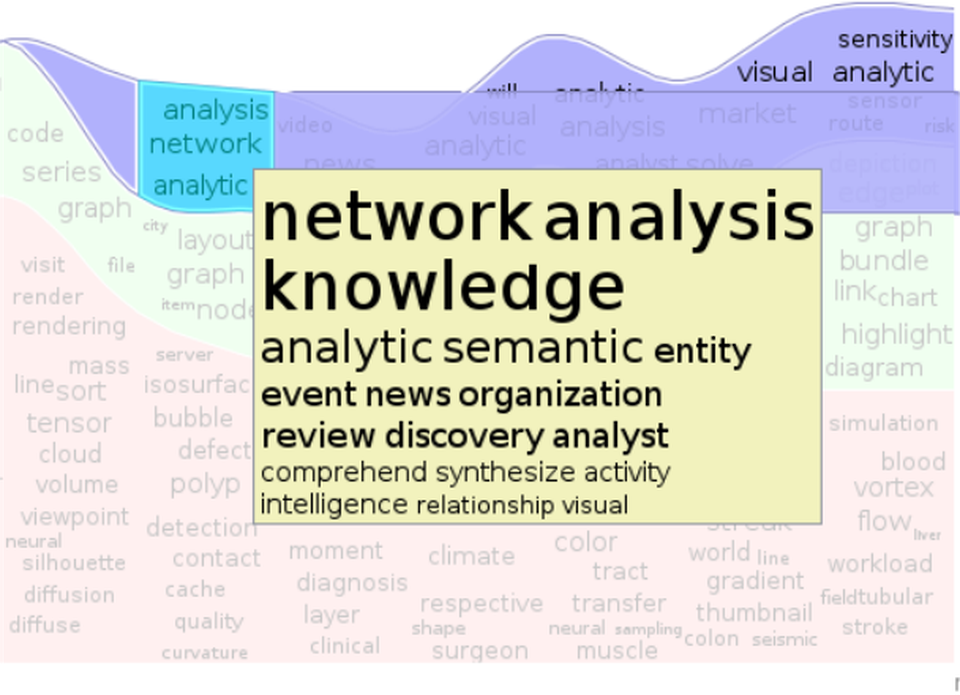 sensitivity
visual analytic
will analytic
analysis
network
analytic
video
news
visual
analytic
analysis
analyst solve
market
sensor
route risk
depiction
edge plot
code
series
graph
city
layout
graph
item node
visit file
render
rendering
network analysis
knowledge
analytic semantic entity
event news organization
review discovery analyst
comprehend synthesize activity
intelligence relationship visual
graph
bundle
link chart
highlight
diagram
mass
line sort
tensor
cloud
volume
viewpoint
neural
silhouette
diffusion
diffuse
server
bubble
defect
polyp
detection
contact
cache
quality
curvature
moment
diagnosis
layer
clinical
climate
respective
shape
surgeon
color
tract
transfer
neural sampling
muscle
streak
world line
gradient
thumbnail
colon seismic
simulation
blood
vortex
flow liver
workload
field tubular
stroke